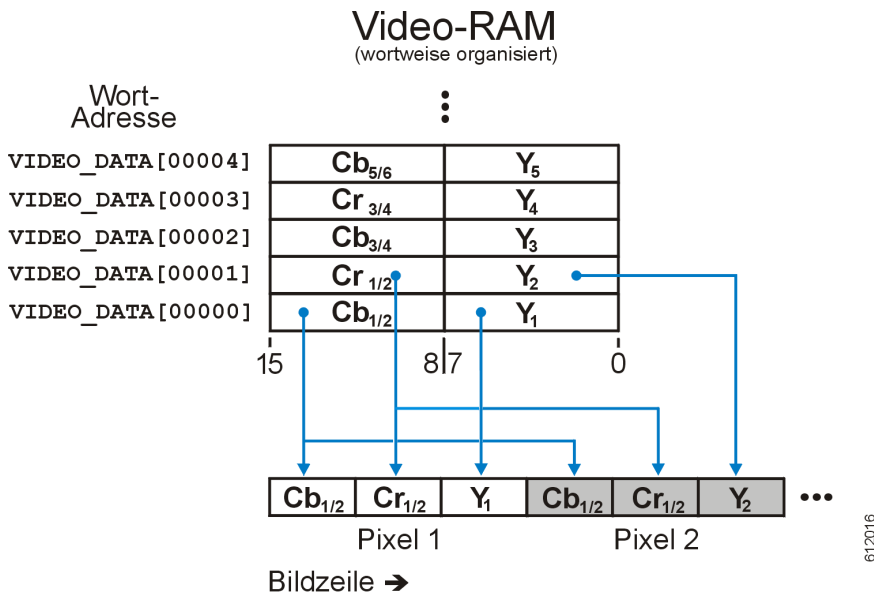 Video-RAM
(wortweise organisiert)
Wort-
Adresse
VIDEO_DATA[00004] Cb5/6 Y5
VIDEO_DATA[00003] Cr 3/4 Y4
VIDEO_DATA[00002] Cb3/4 Y3
VIDEO_DATA[00001] Cr 1/2 Y2
VIDEO_DATA[00000] Cb1/2 Y1
15 8 7 0
Cb1/2 Cr1/2 Y1 Cb1/2 Cr1/2 Y2 •••
Pixel 1 Pixel 2
Bildzeile ➔
612016